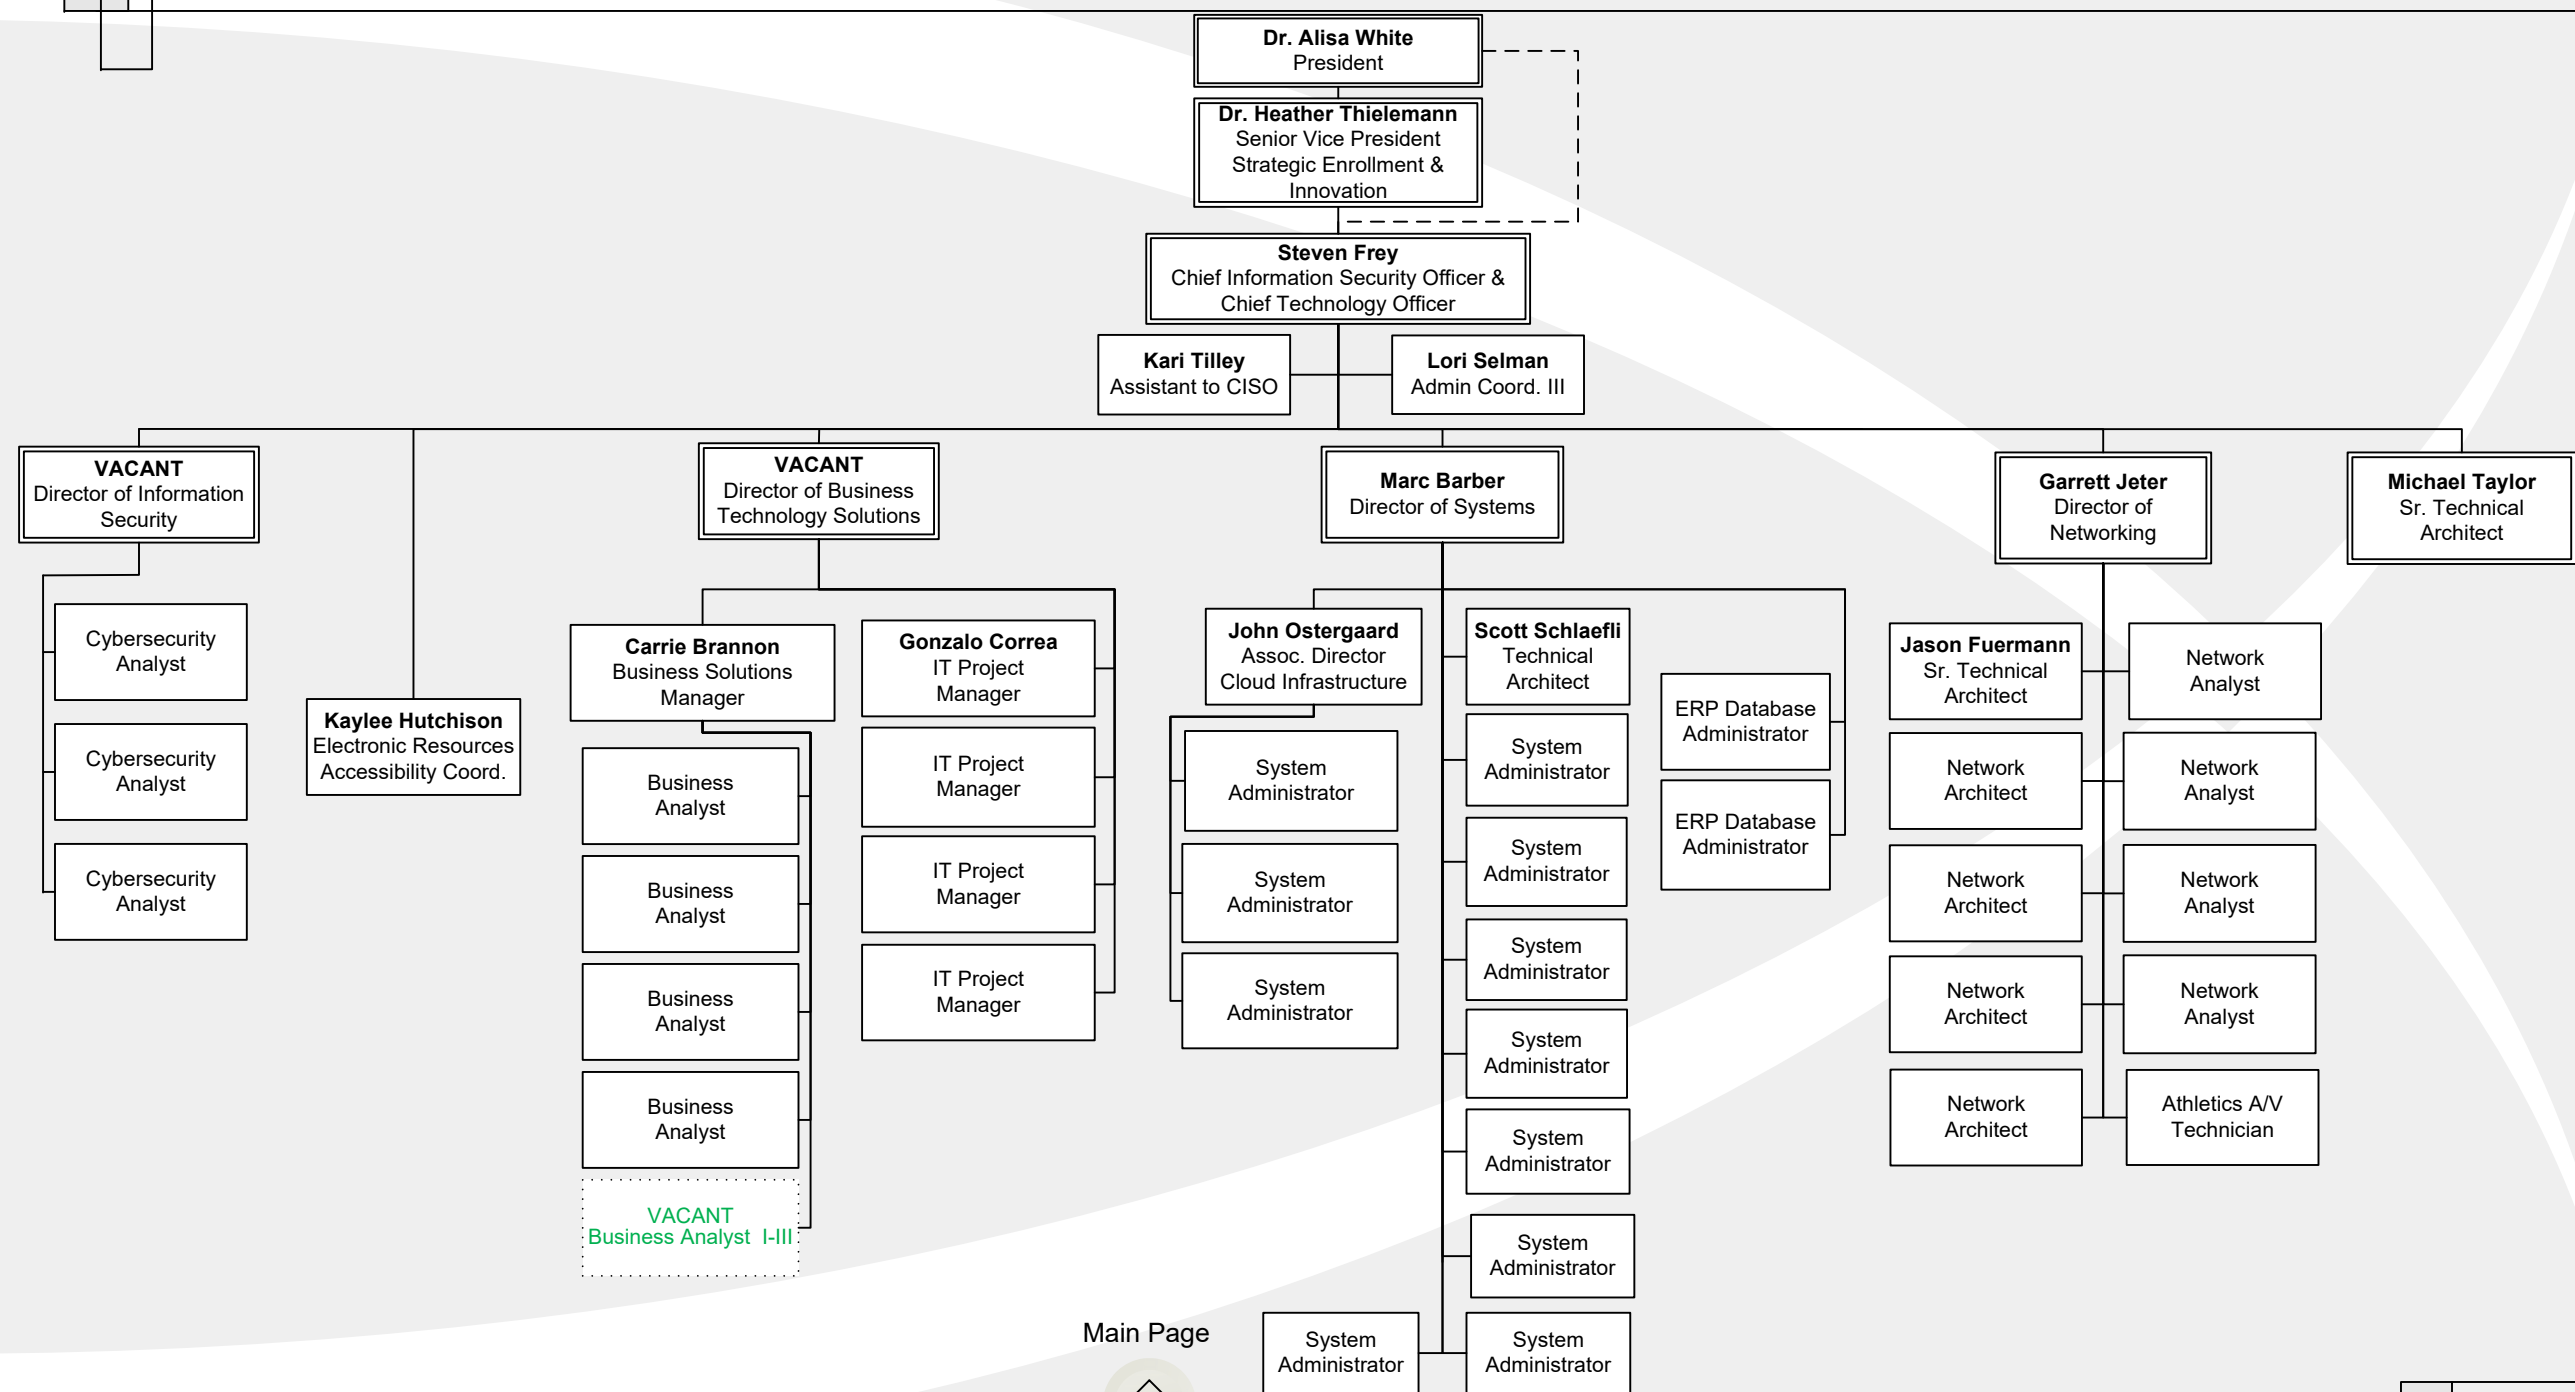 Dr. Alisa White
President
Dr. Heather Thielemann
Senior Vice President
Strategic Enrollment &
Innovation
Steven Frey
Chief Information Security Officer &
Chief Technology Officer
Kari Tilley
Assistant to CISO
Lori Selman
Admin Coord. III
VACANT
Director of Information
Security
Cybersecurity
Analyst
Cybersecurity
Analyst
Cybersecurity
Analyst
Kaylee Hutchison
Electronic Resources
Accessibility Coord.
VACANT
Director of Business
Technology Solutions
Carrie Brannon
Business Solutions
Manager
Business
Analyst
Business
Analyst
Business
Analyst
Business
Analyst
VACANT
Business Analyst I-III
Gonzalo Correa
IT Project
Manager
IT Project
Manager
IT Project
Manager
IT Project
Manager
Marc Barber
Director of Systems
John Ostergaard
Assoc. Director
Cloud Infrastructure
System
Administrator
System
Administrator
System
Administrator
Scott Schlaefli
Technical
Architect
System
Administrator
System
Administrator
System
Administrator
System
Administrator
System
Administrator
System
Administrator
System
Administrator
System
Administrator
ERP Database
Administrator
ERP Database
Administrator
Garrett Jeter
Director of
Networking
Jason Fuermann
Sr. Technical
Architect
Network
Architect
Network
Architect
Network
Architect
Network
Architect
Network
Analyst
Network
Analyst
Network
Analyst
Network
Analyst
Athletics A/V
Technician
Michael Taylor
Sr. Technical
Architect
Main Page